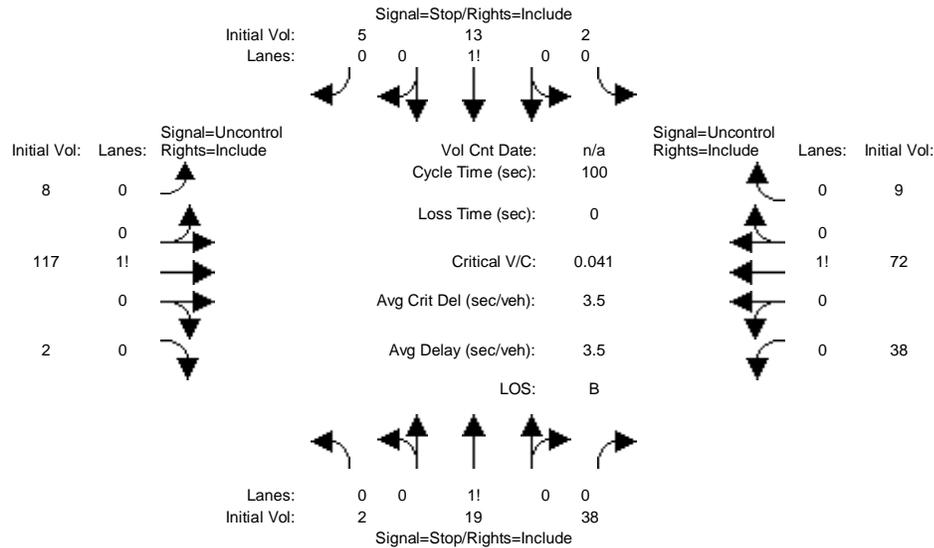 Signal=Stop/Rights=Include
Initial Vol: 5 13 2
Lanes: 0 0 1! 0 0
Signal=Uncontrol Signal=Uncontrol
Initial Vol: Lanes: Rights=Include Vol Cnt Date: n/a Rights=Include Lanes: Initial Vol:
Cycle Time (sec): 100
8 0 0 9
Loss Time (sec): 0
0 0
117 1! Critical V/C: 0.041 1! 72
0 Avg Crit Del (sec/veh): 3.5 0
2 0 Avg Delay (sec/veh): 3.5 0 38
LOS: B
Lanes: 0 0 1! 0 0
Initial Vol: 2 19 38
Signal=Stop/Rights=Include